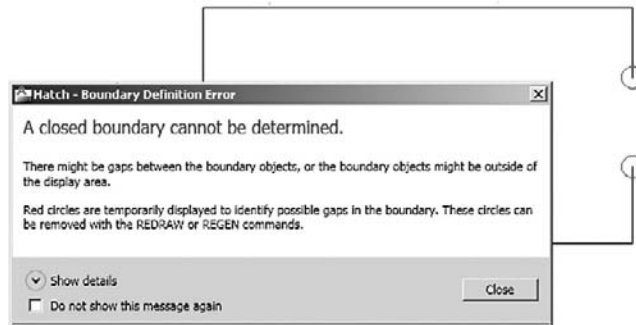 Hatch - Boundary Definition Error
A closed boundary cannot be determined.
There might be gaps between the boundary objects, or the boundary objects might be outside of
the display area.
Red circles are temporarily displayed to identify possible gaps in the boundary. These circles can
be removed with the REDRAW or REGEN commands.
Show details
Close
Do not show this message again